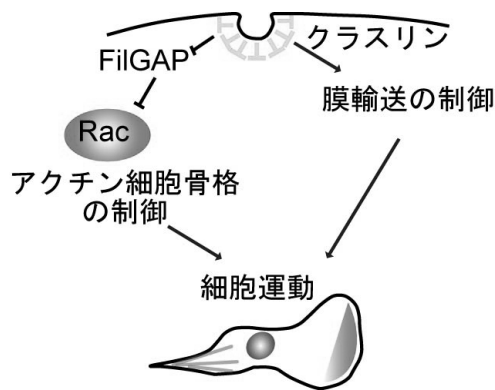 クラスリン
FilGAP
膜輸送の制御
Rac
アクチン細胞骨格
の制御
細胞運動